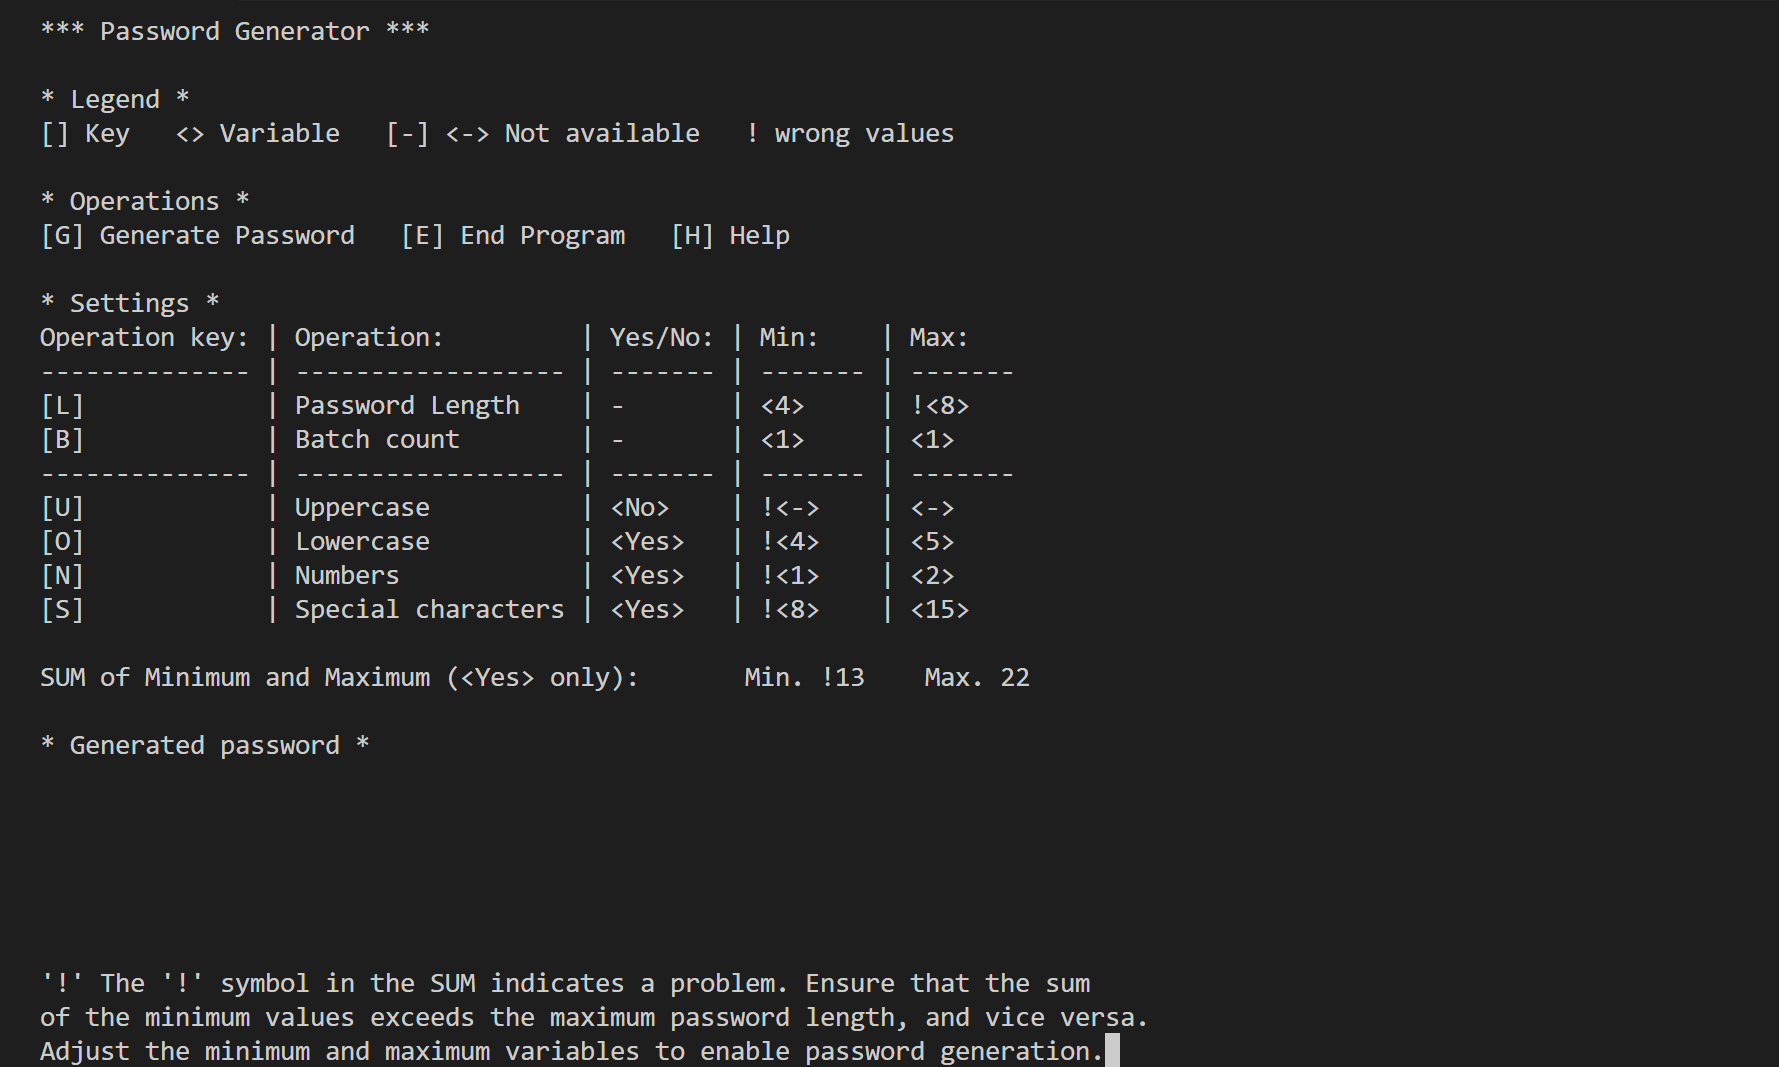 *** Password Generator ***
* Legend *
[] Key   <> Variable   [-] <-> Not available   ! wrong values
* Operations *
[G] Generate Password   [E] End Program   [H] Help
* Settings *
Operation key: | Operation:         | Yes/No: | Min:    | Max:
-------------- | ------------------ | ------- | ------- | -------
[L]            | Password Length    | -       | <4>     | !<8>
[B]            | Batch count        | -       | <1>     | <1>
-------------- | ------------------ | ------- | ------- | -------
[U]            | Uppercase          | <No>    | !<->    | <->
[O]            | Lowercase          | <Yes>   | !<4>    | <5>
[N]            | Numbers            | <Yes>   | !<1>    | <2>
[S]            | Special characters | <Yes>   | !<8>    | <15>
SUM of Minimum and Maximum (<Yes> only):       Min. !13    Max. 22
* Generated password *
'!' The '!' symbol in the SUM indicates a problem. Ensure that the sum
of the minimum values exceeds the maximum password length, and vice versa.
Adjust the minimum and maximum variables to enable password generation.